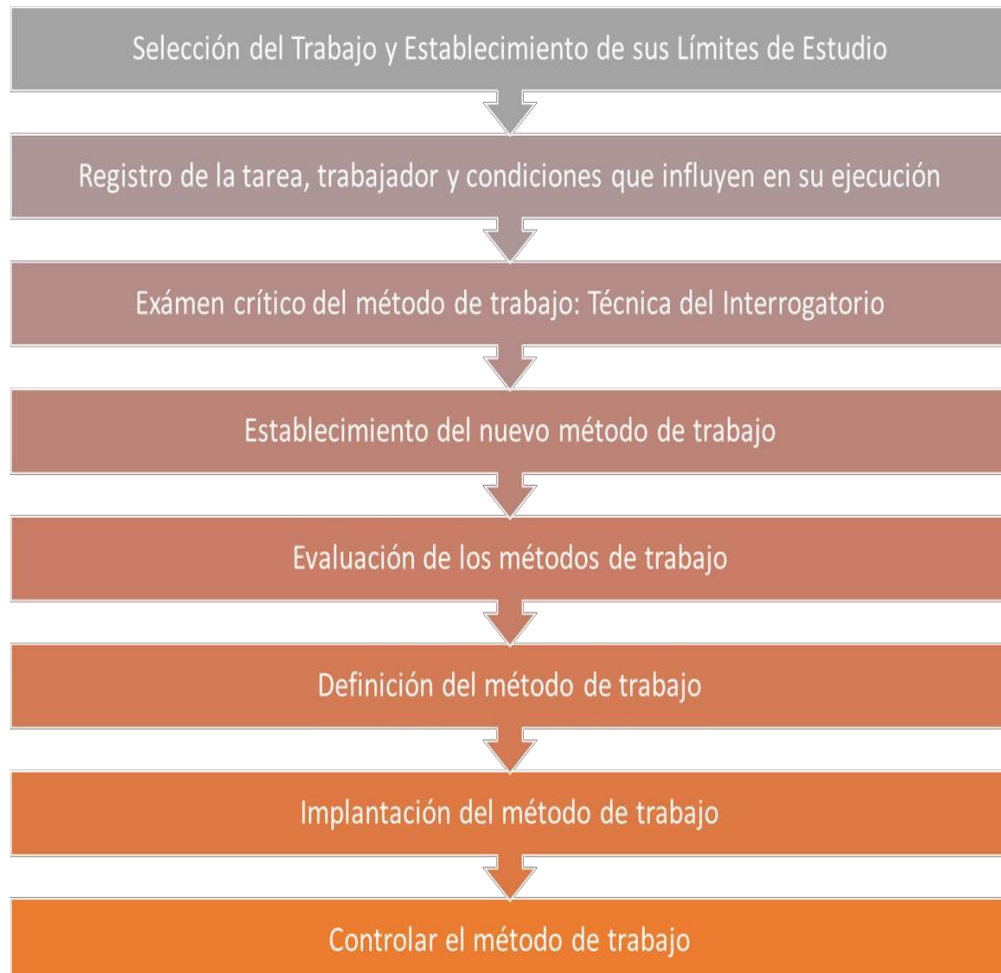 Selección del Trabajo y Establecimiento de sus Límites de Estudio
Registro de la tarea, trabajador y condiciones que influyen en su ejecución
Exámen crítico del método de trabajo: Técnica del Interrogatorio
Establecimiento del nuevo método de trabajo
Evaluación de los métodos de trabajo
Definición del método de trabajo
Implantación del método de trabajo
Controlar el método de trabajo